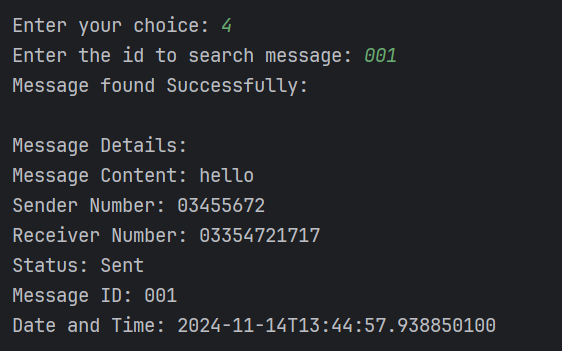 Enter your choice: 4
Enter the id to search message: 001
Message found Successfully:
Message Details:
Message Content: hello
Sender Number: 03455672
Receiver Number: 03354721717
Status: Sent
Message ID: 001
Date and Time: 2024-11-14T13:44:57.938850100